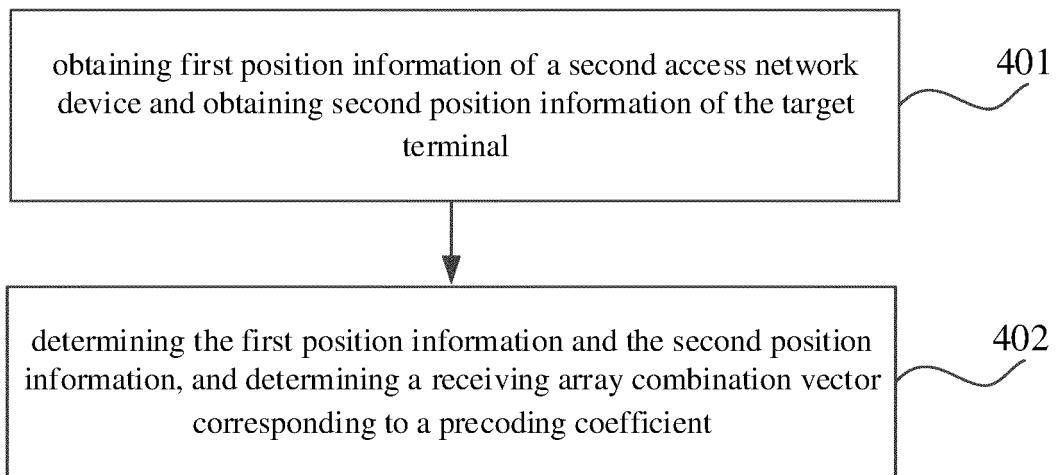 obtaining first position information of a second access network
device and obtaining second position information of the target
terminal
401
determining the first position information and the second position
information, and determining a receiving array combination vector
corresponding to a precoding coefficient
402